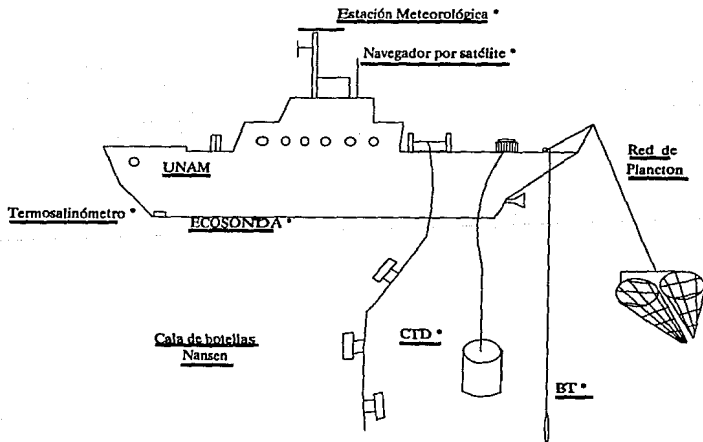 Estación Meteorológica *
Navegador por satélite *
Red de
Plancton
UNAM
Termosalinómetro *
ECOSONDA *
Cala de botellas
Nansen
CTD *
BT *